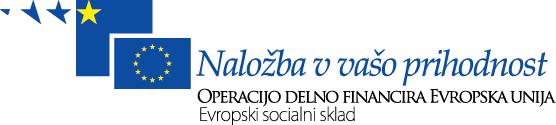 Naložba v vašo prihodnost
OPERACIJO DELNO FINANCIRA EVROPSKA UNIJA
Evropski socialni sklad